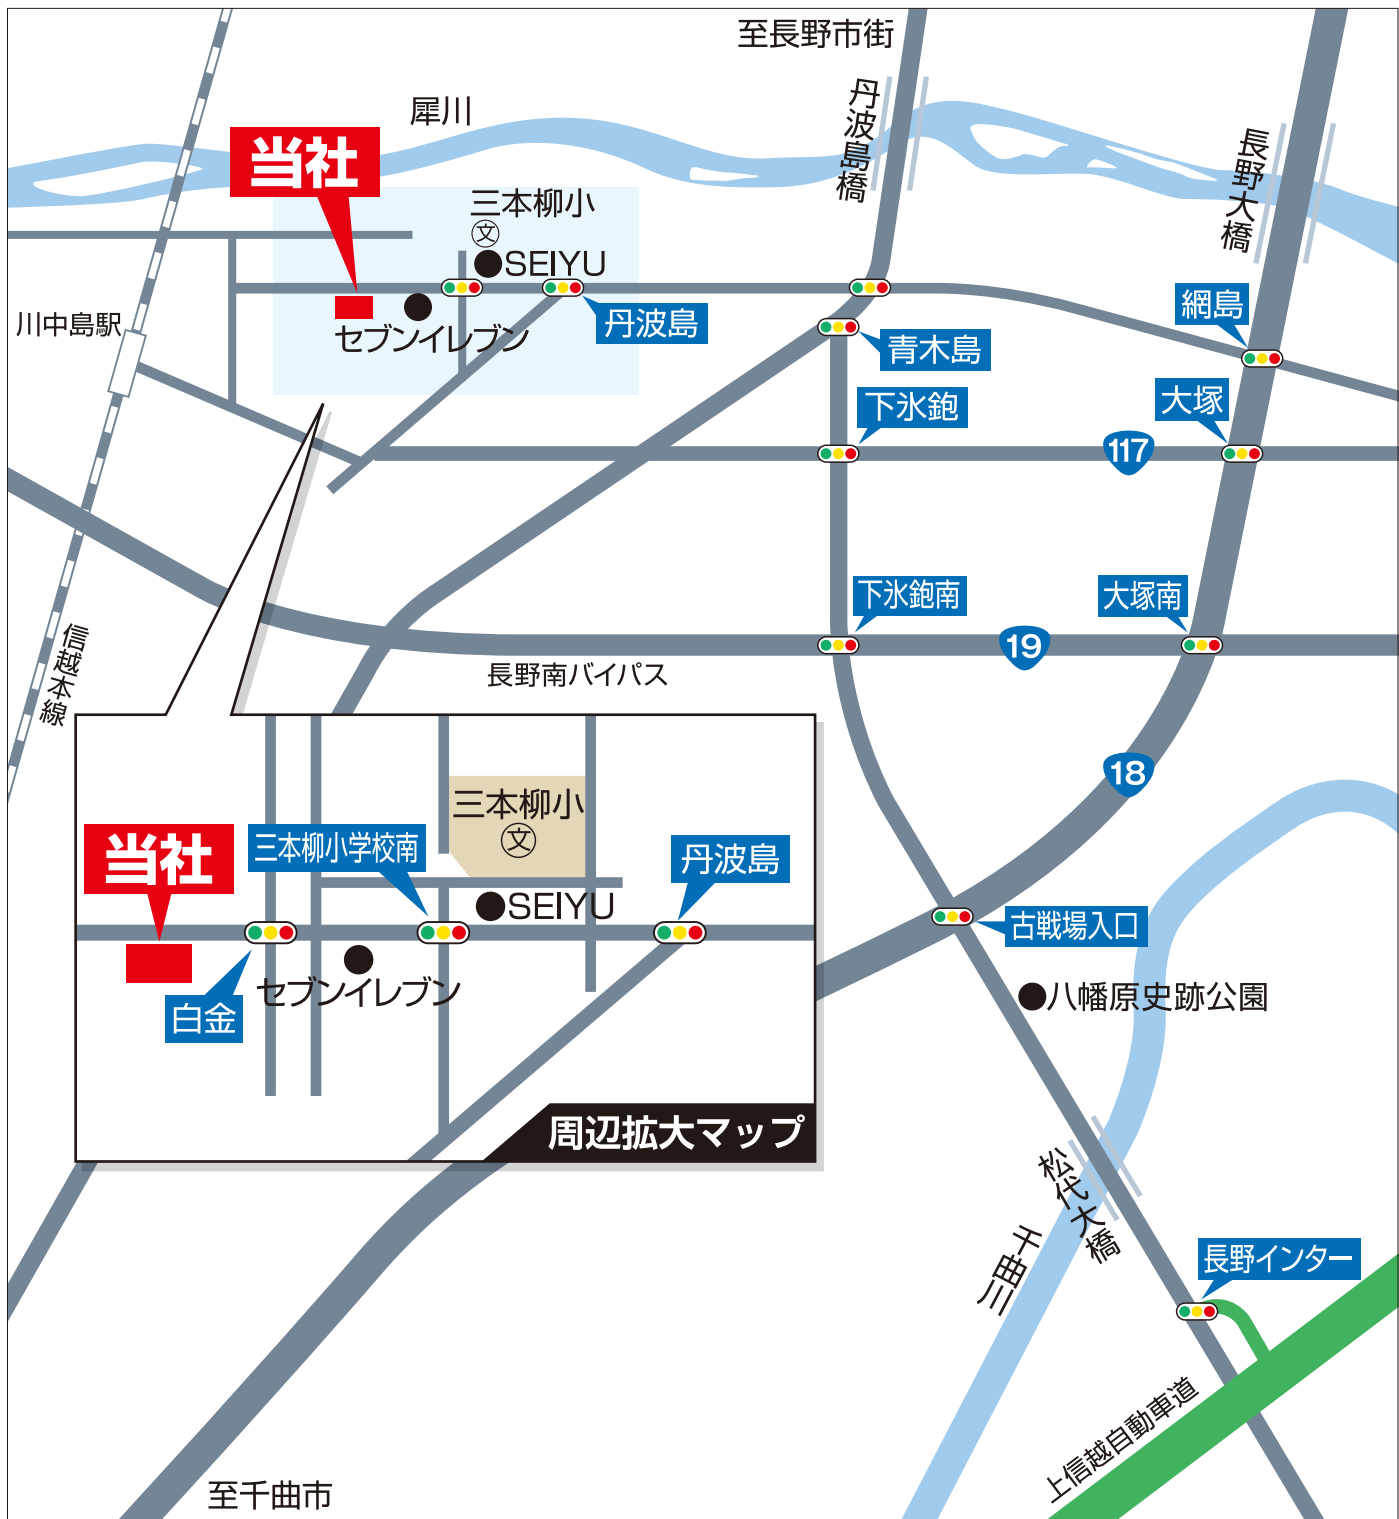 至長野市街
丹波島橋
犀川
当社
長野大橋
三本柳小
文
SEIYU
川中島駅
セブンイレブン
丹波島
網島
青木島
下氷鉋
大塚
117
下氷鉋南
大塚南
19
信越本線
長野南バイパス
18
三本柳小
文
当社
三本柳小学校南
丹波島
SEIYU
古戦場入口
セブンイレブン
白金
八幡原史跡公園
周辺拡大マップ
松代大橋
千曲川
長野インター
上信越自動車道
至千曲市